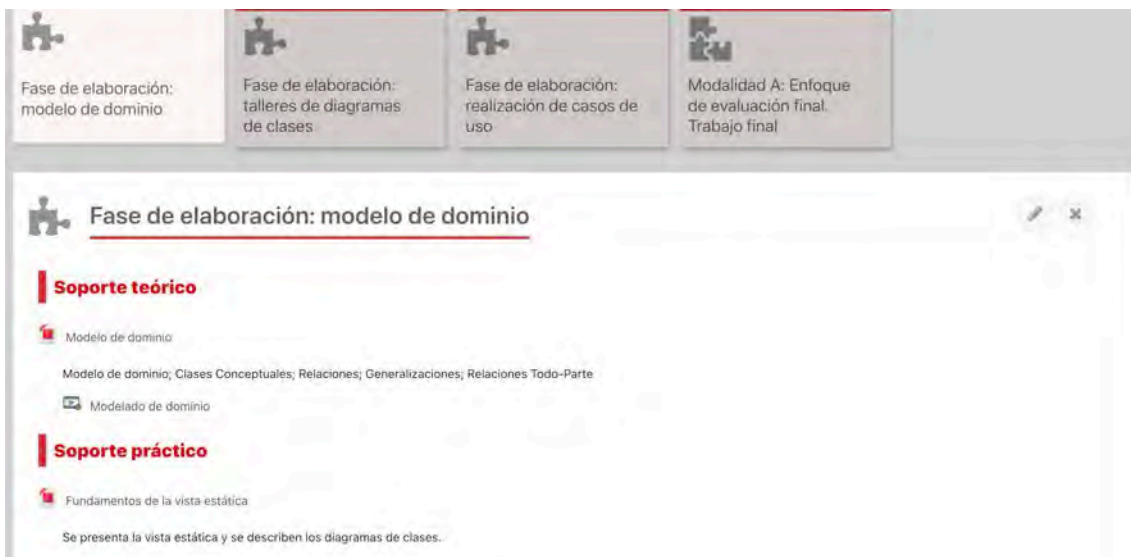 Fase de elaboración:
modelo de dominio
Fase de elaboración:
talleres de diagramas
de clases
Fase de elaboración:
realización de casos de
uso
Modalidad A: Enfoque
de evaluación final.
Trabajo final
Fase de elaboración: modelo de dominio
Soporte teórico
Modelo de dominio
Modelo de dominio; Clases Conceptuales; Relaciones; Generalizaciones; Relaciones Todo-Parte
Modelado de dominio
Soporte práctico
Fundamentos de la vista estática
Se presenta la vista estática y se describen los diagramas de clases.